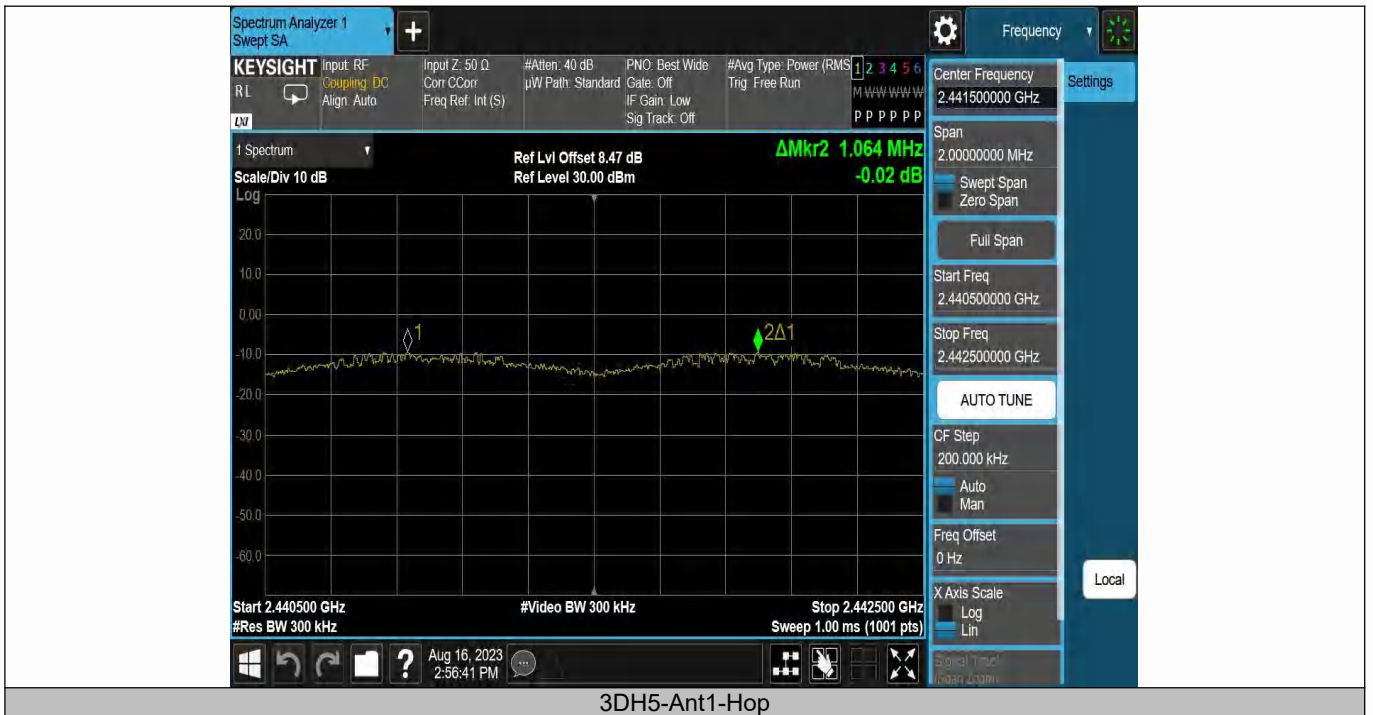 Spectrum Analyzer 1
Swept SA
+
Frequency
KEYSIGHT
RL
LXI
Input: RF
Coupling: DC
Align: Auto
Input Z: 50 Ω
Corr CCorr
Freq Ref: Int (S)
#Atten: 40 dB
µW Path: Standard
PNO: Best Wide
Gate: Off
IF Gain: Low
Sig Track: Off
#Avg Type: Power (RMS
Trig: Free Run
1 2 3 4 5 6
M W W W W W
P P P P P P
1 Spectrum
Scale/Div 10 dB
Ref Lvl Offset 8.47 dB
Ref Level 30.00 dBm
ΔMkr2 1.064 MHz
-0.02 dB
Log
20.0
10.0
0.00
-10.0
-20.0
-30.0
-40.0
-50.0
-60.0
1
2Δ1
Start 2.440500 GHz
#Res BW 300 kHz
#Video BW 300 kHz
Stop 2.442500 GHz
Sweep 1.00 ms (1001 pts)
Aug 16, 2023
2:56:41 PM
Center Frequency
2.441500000 GHz
Settings
Span
2.00000000 MHz
Swept Span
Zero Span
Full Span
Start Freq
2.440500000 GHz
Stop Freq
2.442500000 GHz
AUTO TUNE
CF Step
200.000 kHz
Auto
Man
Freq Offset
0 Hz
X Axis Scale
Log
Lin
Signal Track
(Span Zoom)
Local
3DH5-Ant1-Hop